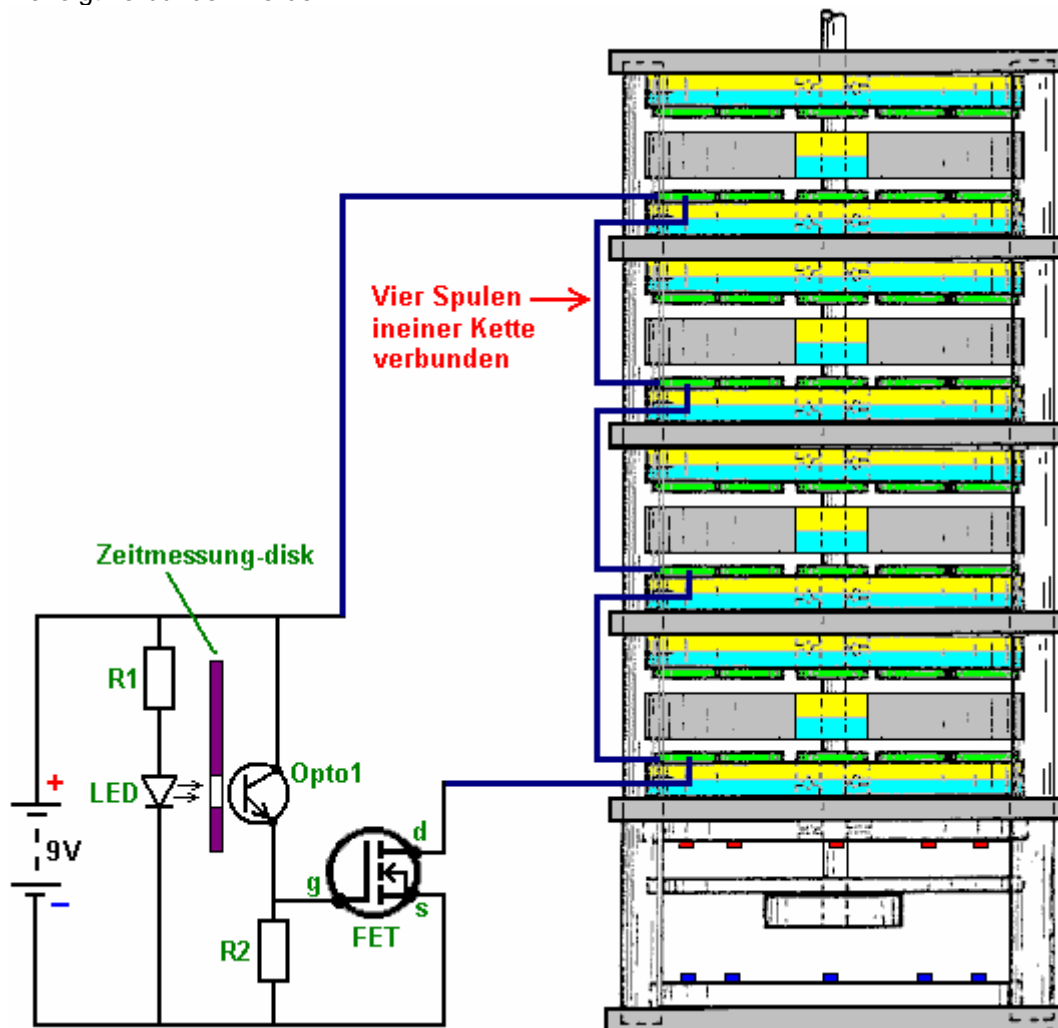 Vier Spulen
ineiner Kette
verbunden
Zeitmessung-disk
R1
LED
Opto1
+
9V
–
d
g
s
FET
R2